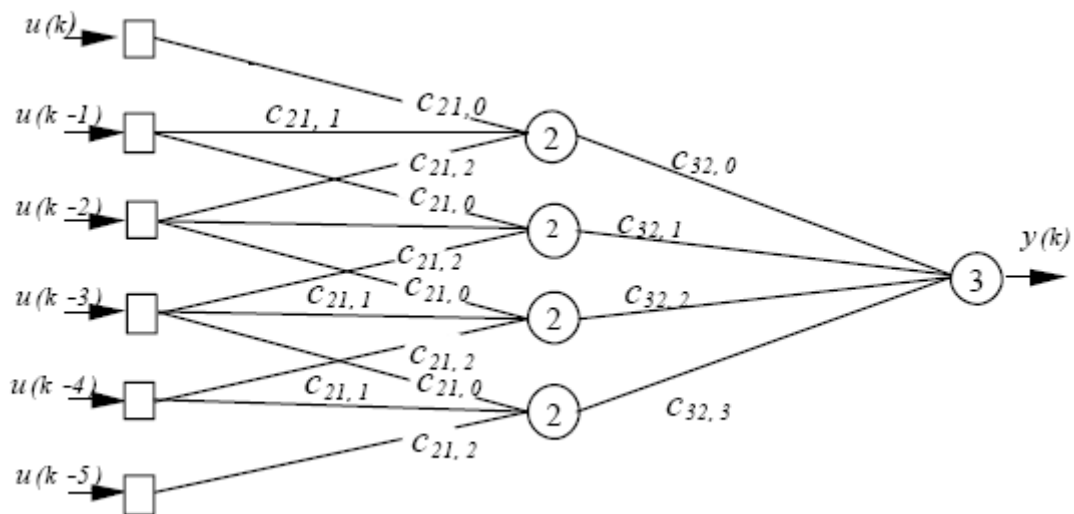 u(k)
C21,0
u(k-1)
C21,1
2
C32,0
C21,2
u(k-2)
C21,0
2
C32,1
y(k)
C21,2
3
u(k-3)
C21,1
C21,0
2
C32,2
C21,2
u(k-4)
C21,1
C21,0
2
C32,3
C21,2
u(k-5)